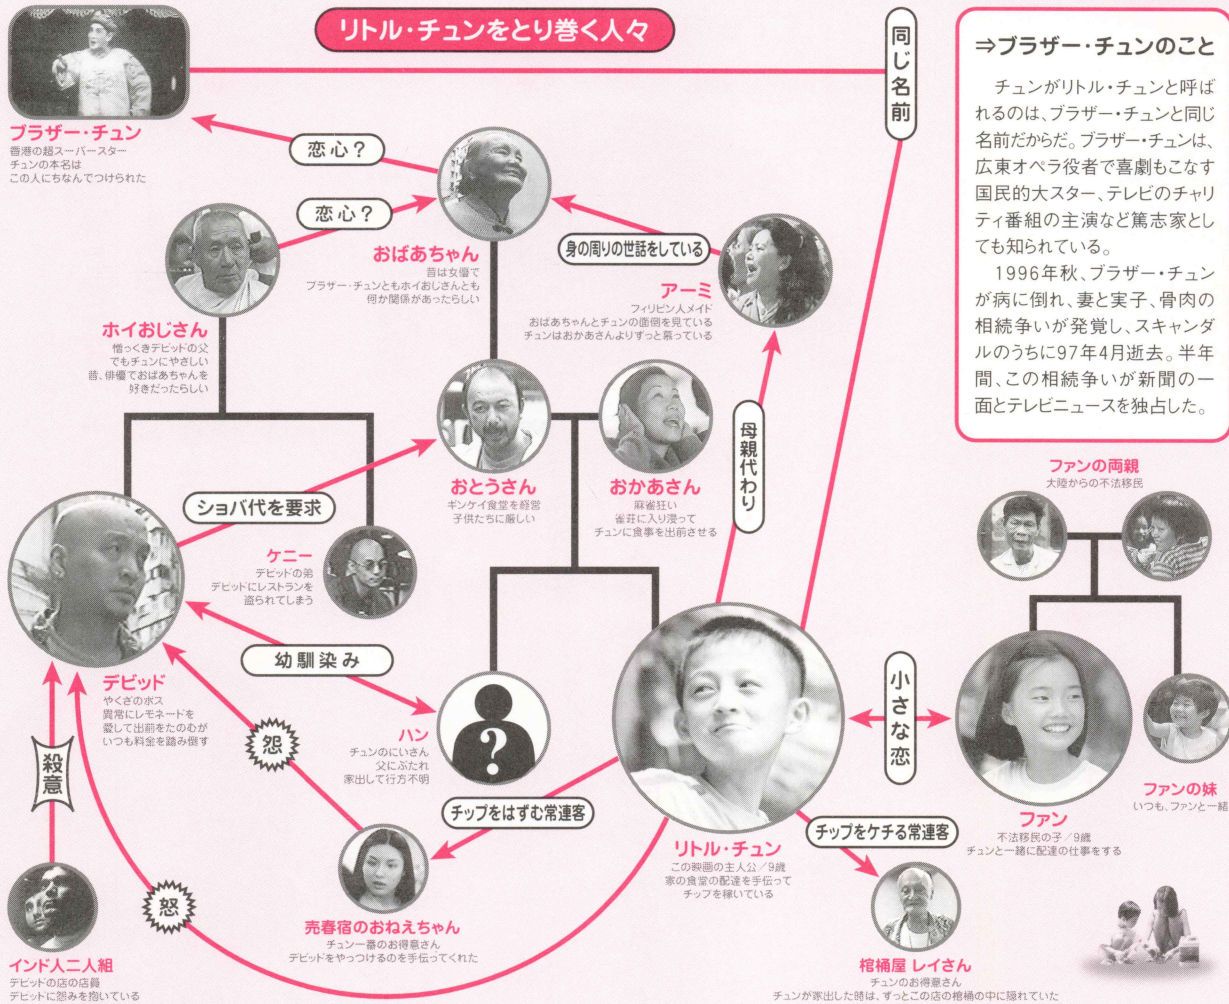 リトル・チュンをとり巻く人々
ブラザー・チュン
香港の超スーパースター
チュンの本名は
この人にちなんでつけられた
恋心?
恋心?
同じ名前
おばあちゃん
昔は女優で
ブラザー・チュンともホイおじさんとも
何か関係があったらしい
身の周りの世話をしている
アーミ
フィリピン人メイド
おばあちゃんとチュンの面倒を見ている
チュンはおかあさんよりずっと慕っている
ホイおじさん
憎っくきデビッドの父
でもチュンにやさしい
昔、俳優でおばあちゃんを
好きだったらしい
⇒ブラザー・チュンのこと
チュンがリトル・チュンと呼ば
れるのは、ブラザー・チュンと同じ
名前だからだ。ブラザー・チュンは、
広東オペラ役者で喜劇もこなす
国民的大スター、テレビのチャリ
ティ番組の主演など篤志家とし
ても知られている。
1996年秋、ブラザー・チュン
が病に倒れ、妻と実子、骨肉の
相続争いが発覚し、スキャンダ
ルのうちに97年4月逝去。半年
間、この相続争いが新聞の一
面とテレビニュースを独占した。
ショバ代を要求
おとうさん
ギンケイ食堂を経営
子供たちに厳しい
おかあさん
麻雀狂い
雀荘に入り浸って
チュンに食事を出前させる
母親代わり
ファンの両親
大陸からの不法移民
ケニー
デビッドの弟
デビッドにレストランを
盗られてしまう
幼馴染み
デビッド
やくざのボス
異常にレモネードを
愛して出前をたのむが
いつも料金を踏み倒す
ハン
チュンのにいさん
父にぶたれ
家出して行方不明
?
怨
殺意
小さな恋
チップをはずむ常連客
リトル・チュン
この映画の主人公/9歳
家の食堂の配達を手伝って
チップを稼いでいる
チップをケチる常連客
ファン
不法移民の子/9歳
チュンと一緒に配達の仕事をする
ファンの妹
いつも、ファンと一緒
怒
インド人二人組
デビッドの店の店員
デビッドに怨みを抱いている
売春宿のおねえちゃん
チュン一番のお得意さん
デビッドをやっつけるのを手伝ってくれた
棺桶屋 レイさん
チュンのお得意さん
チュンが家出した時は、ずっとこの店の棺桶の中に隠れていた